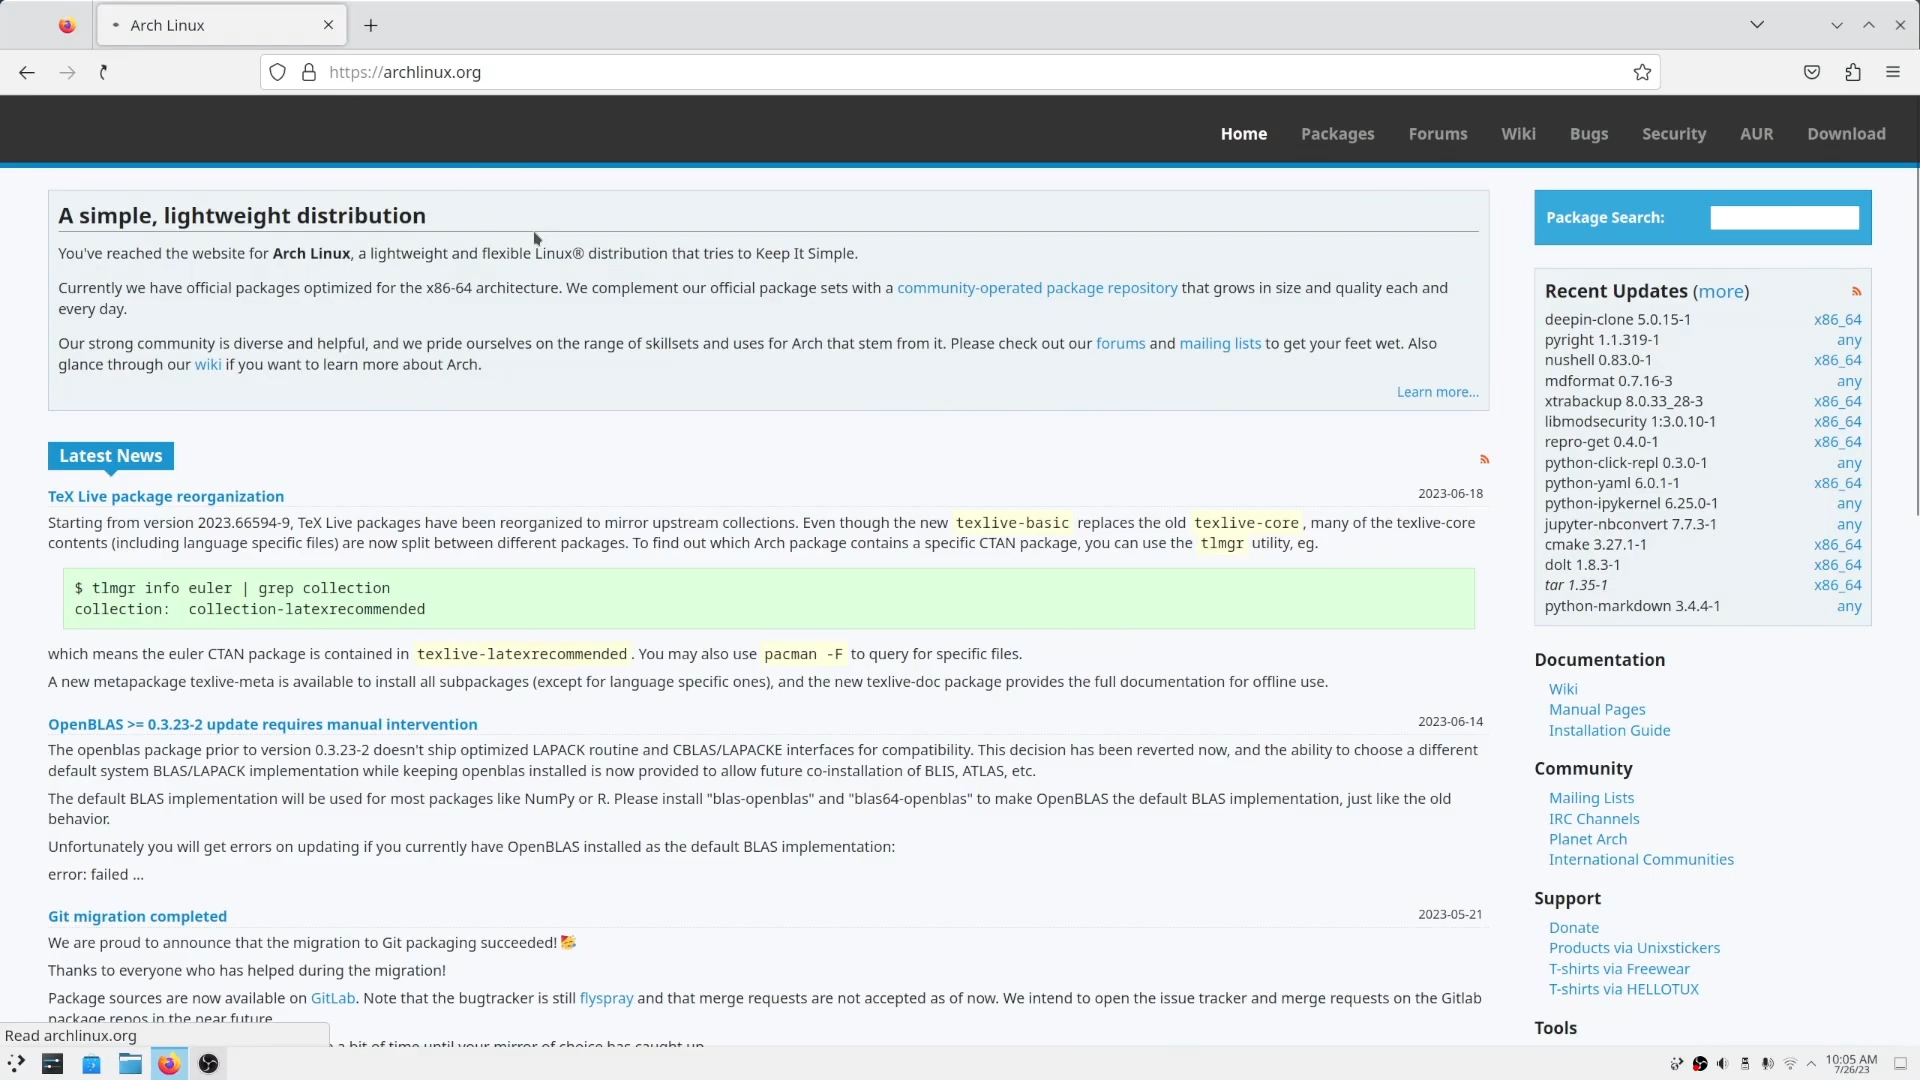 Arch Linux
https://archlinux.org
Home Packages Forums Wiki Bugs Security AUR Download
A simple, lightweight distribution
You've reached the website for Arch Linux, a lightweight and flexible Linux® distribution that tries to Keep It Simple.
Currently we have official packages optimized for the x86-64 architecture. We complement our official package sets with a community-operated package repository that grows in size and quality each and
every day.
Our strong community is diverse and helpful, and we pride ourselves on the range of skillsets and uses for Arch that stem from it. Please check out our forums and mailing lists to get your feet wet. Also
glance through our wiki if you want to learn more about Arch.
Learn more...
Latest News
TeX Live package reorganization 2023-06-18
Starting from version 2023.66594-9, TeX Live packages have been reorganized to mirror upstream collections. Even though the new texlive-basic replaces the old texlive-core, many of the texlive-core
contents (including language specific files) are now split between different packages. To find out which Arch package contains a specific CTAN package, you can use the tlmgr utility, eg.
$ tlmgr info euler | grep collection
collection:  collection-latexrecommended
which means the euler CTAN package is contained in texlive-latexrecommended. You may also use pacman -F to query for specific files.
A new metapackage texlive-meta is available to install all subpackages (except for language specific ones), and the new texlive-doc package provides the full documentation for offline use.
OpenBLAS >= 0.3.23-2 update requires manual intervention 2023-06-14
The openblas package prior to version 0.3.23-2 doesn't ship optimized LAPACK routine and CBLAS/LAPACKE interfaces for compatibility. This decision has been reverted now, and the ability to choose a different
default system BLAS/LAPACK implementation while keeping openblas installed is now provided to allow future co-installation of BLIS, ATLAS, etc.
The default BLAS implementation will be used for most packages like NumPy or R. Please install "blas-openblas" and "blas64-openblas" to make OpenBLAS the default BLAS implementation, just like the old
behavior.
Unfortunately you will get errors on updating if you currently have OpenBLAS installed as the default BLAS implementation:
error: failed ...
Git migration completed 2023-05-21
We are proud to announce that the migration to Git packaging succeeded! 🥳
Thanks to everyone who has helped during the migration!
Package sources are now available on GitLab. Note that the bugtracker is still flyspray and that merge requests are not accepted as of now. We intend to open the issue tracker and merge requests on the Gitlab
package repos in the near future.
a bit of time until your mirror of choice has caught up.
Package Search:
Recent Updates (more)
deepin-clone 5.0.15-1 x86_64
pyright 1.1.319-1 any
nushell 0.83.0-1 x86_64
mdformat 0.7.16-3 any
xtrabackup 8.0.33_28-3 x86_64
libmodsecurity 1:3.0.10-1 x86_64
repro-get 0.4.0-1 x86_64
python-click-repl 0.3.0-1 any
python-yaml 6.0.1-1 x86_64
python-ipykernel 6.25.0-1 any
jupyter-nbconvert 7.7.3-1 any
cmake 3.27.1-1 x86_64
dolt 1.8.3-1 x86_64
tar 1.35-1 x86_64
python-markdown 3.4.4-1 any
Documentation
Wiki
Manual Pages
Installation Guide
Community
Mailing Lists
IRC Channels
Planet Arch
International Communities
Support
Donate
Products via Unixstickers
T-shirts via Freewear
T-shirts via HELLOTUX
Tools
Read archlinux.org
10:05 AM
7/26/23